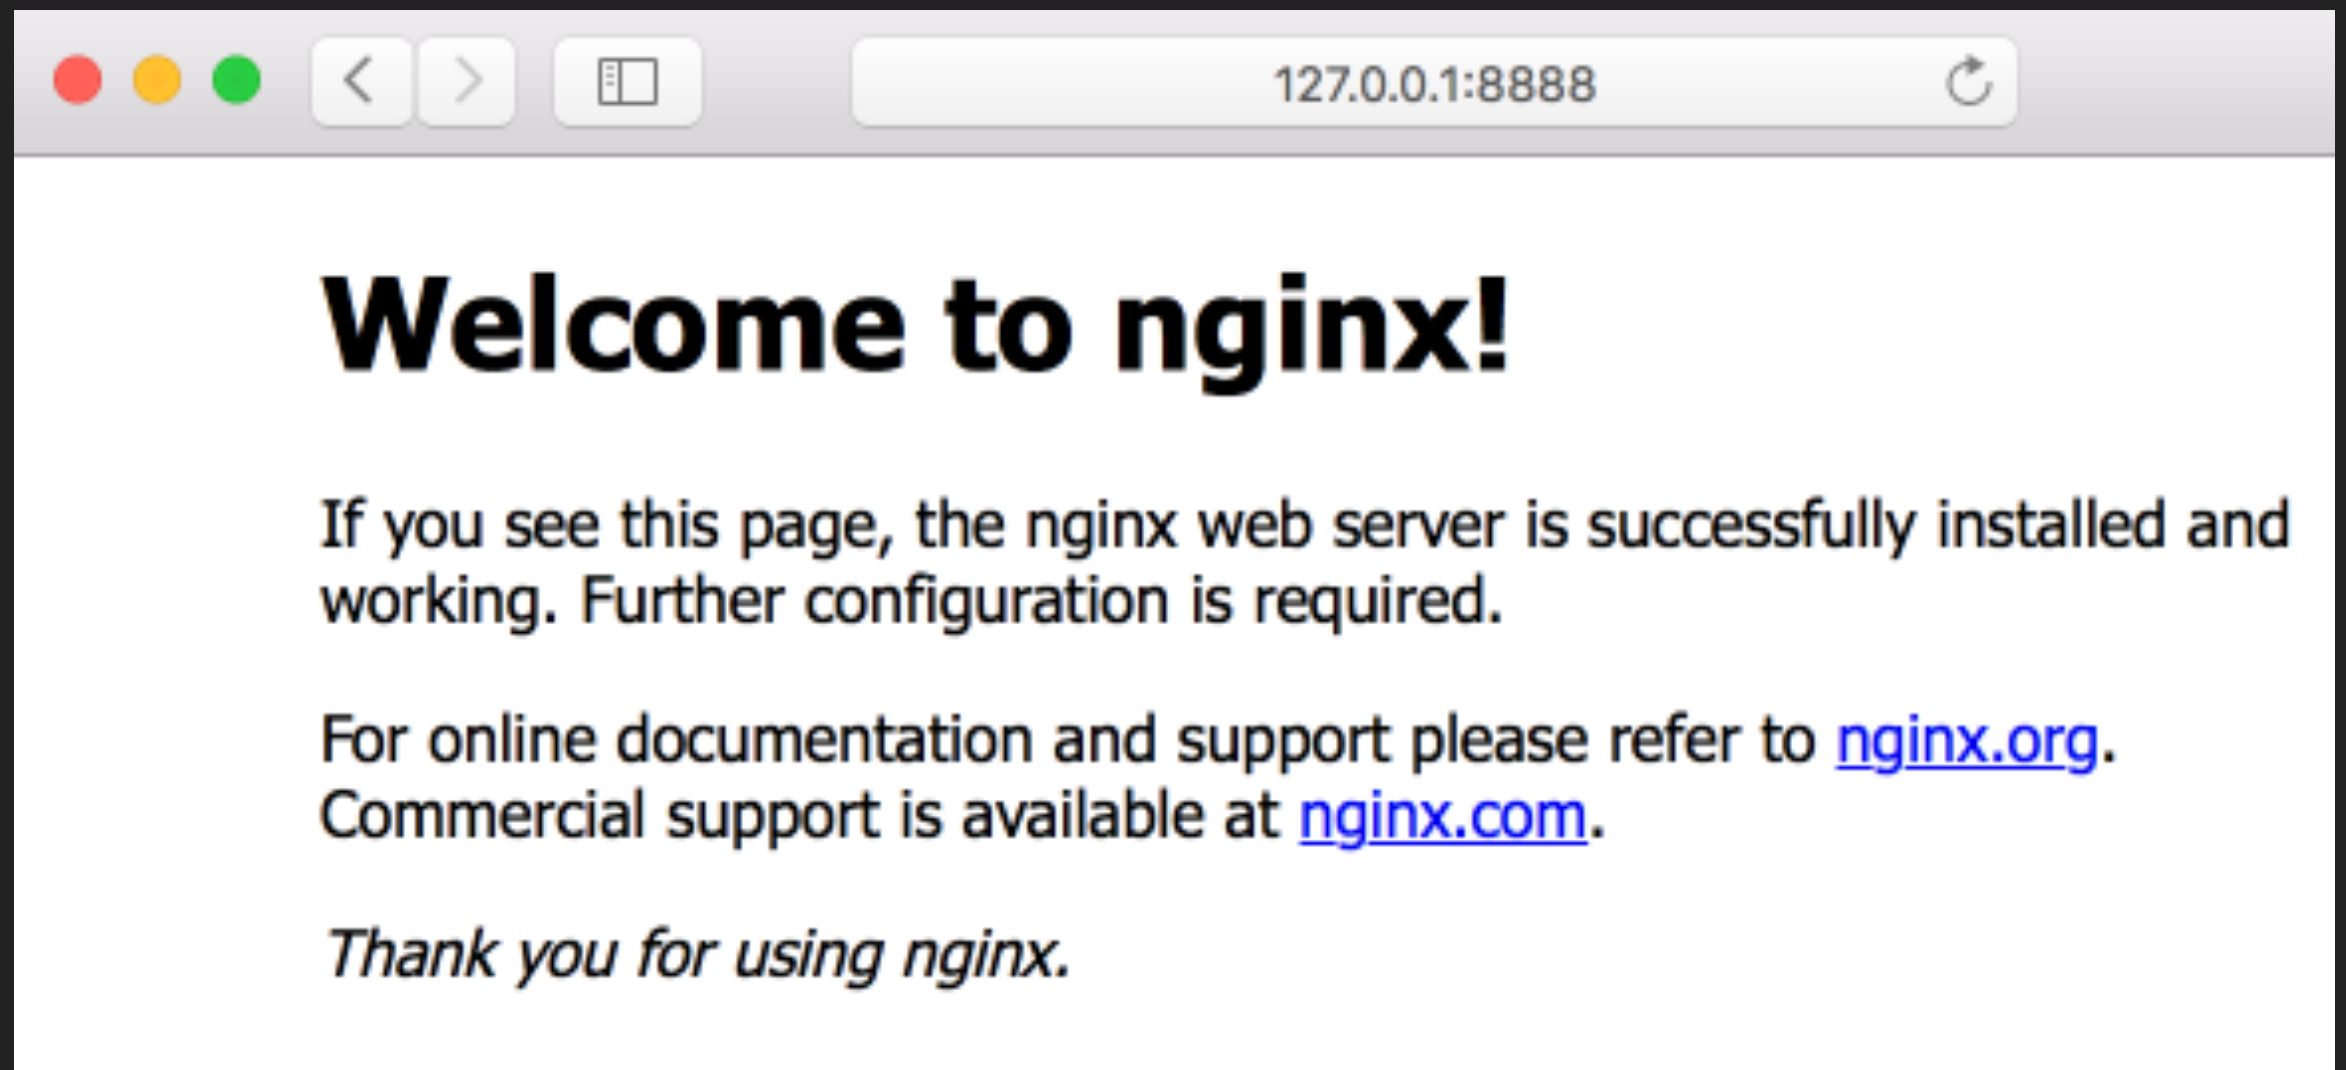 127.0.0.1:8888
Welcome to nginx!
If you see this page, the nginx web server is successfully installed and
working. Further configuration is required.
For online documentation and support please refer to nginx.org.
Commercial support is available at nginx.com.
Thank you for using nginx.